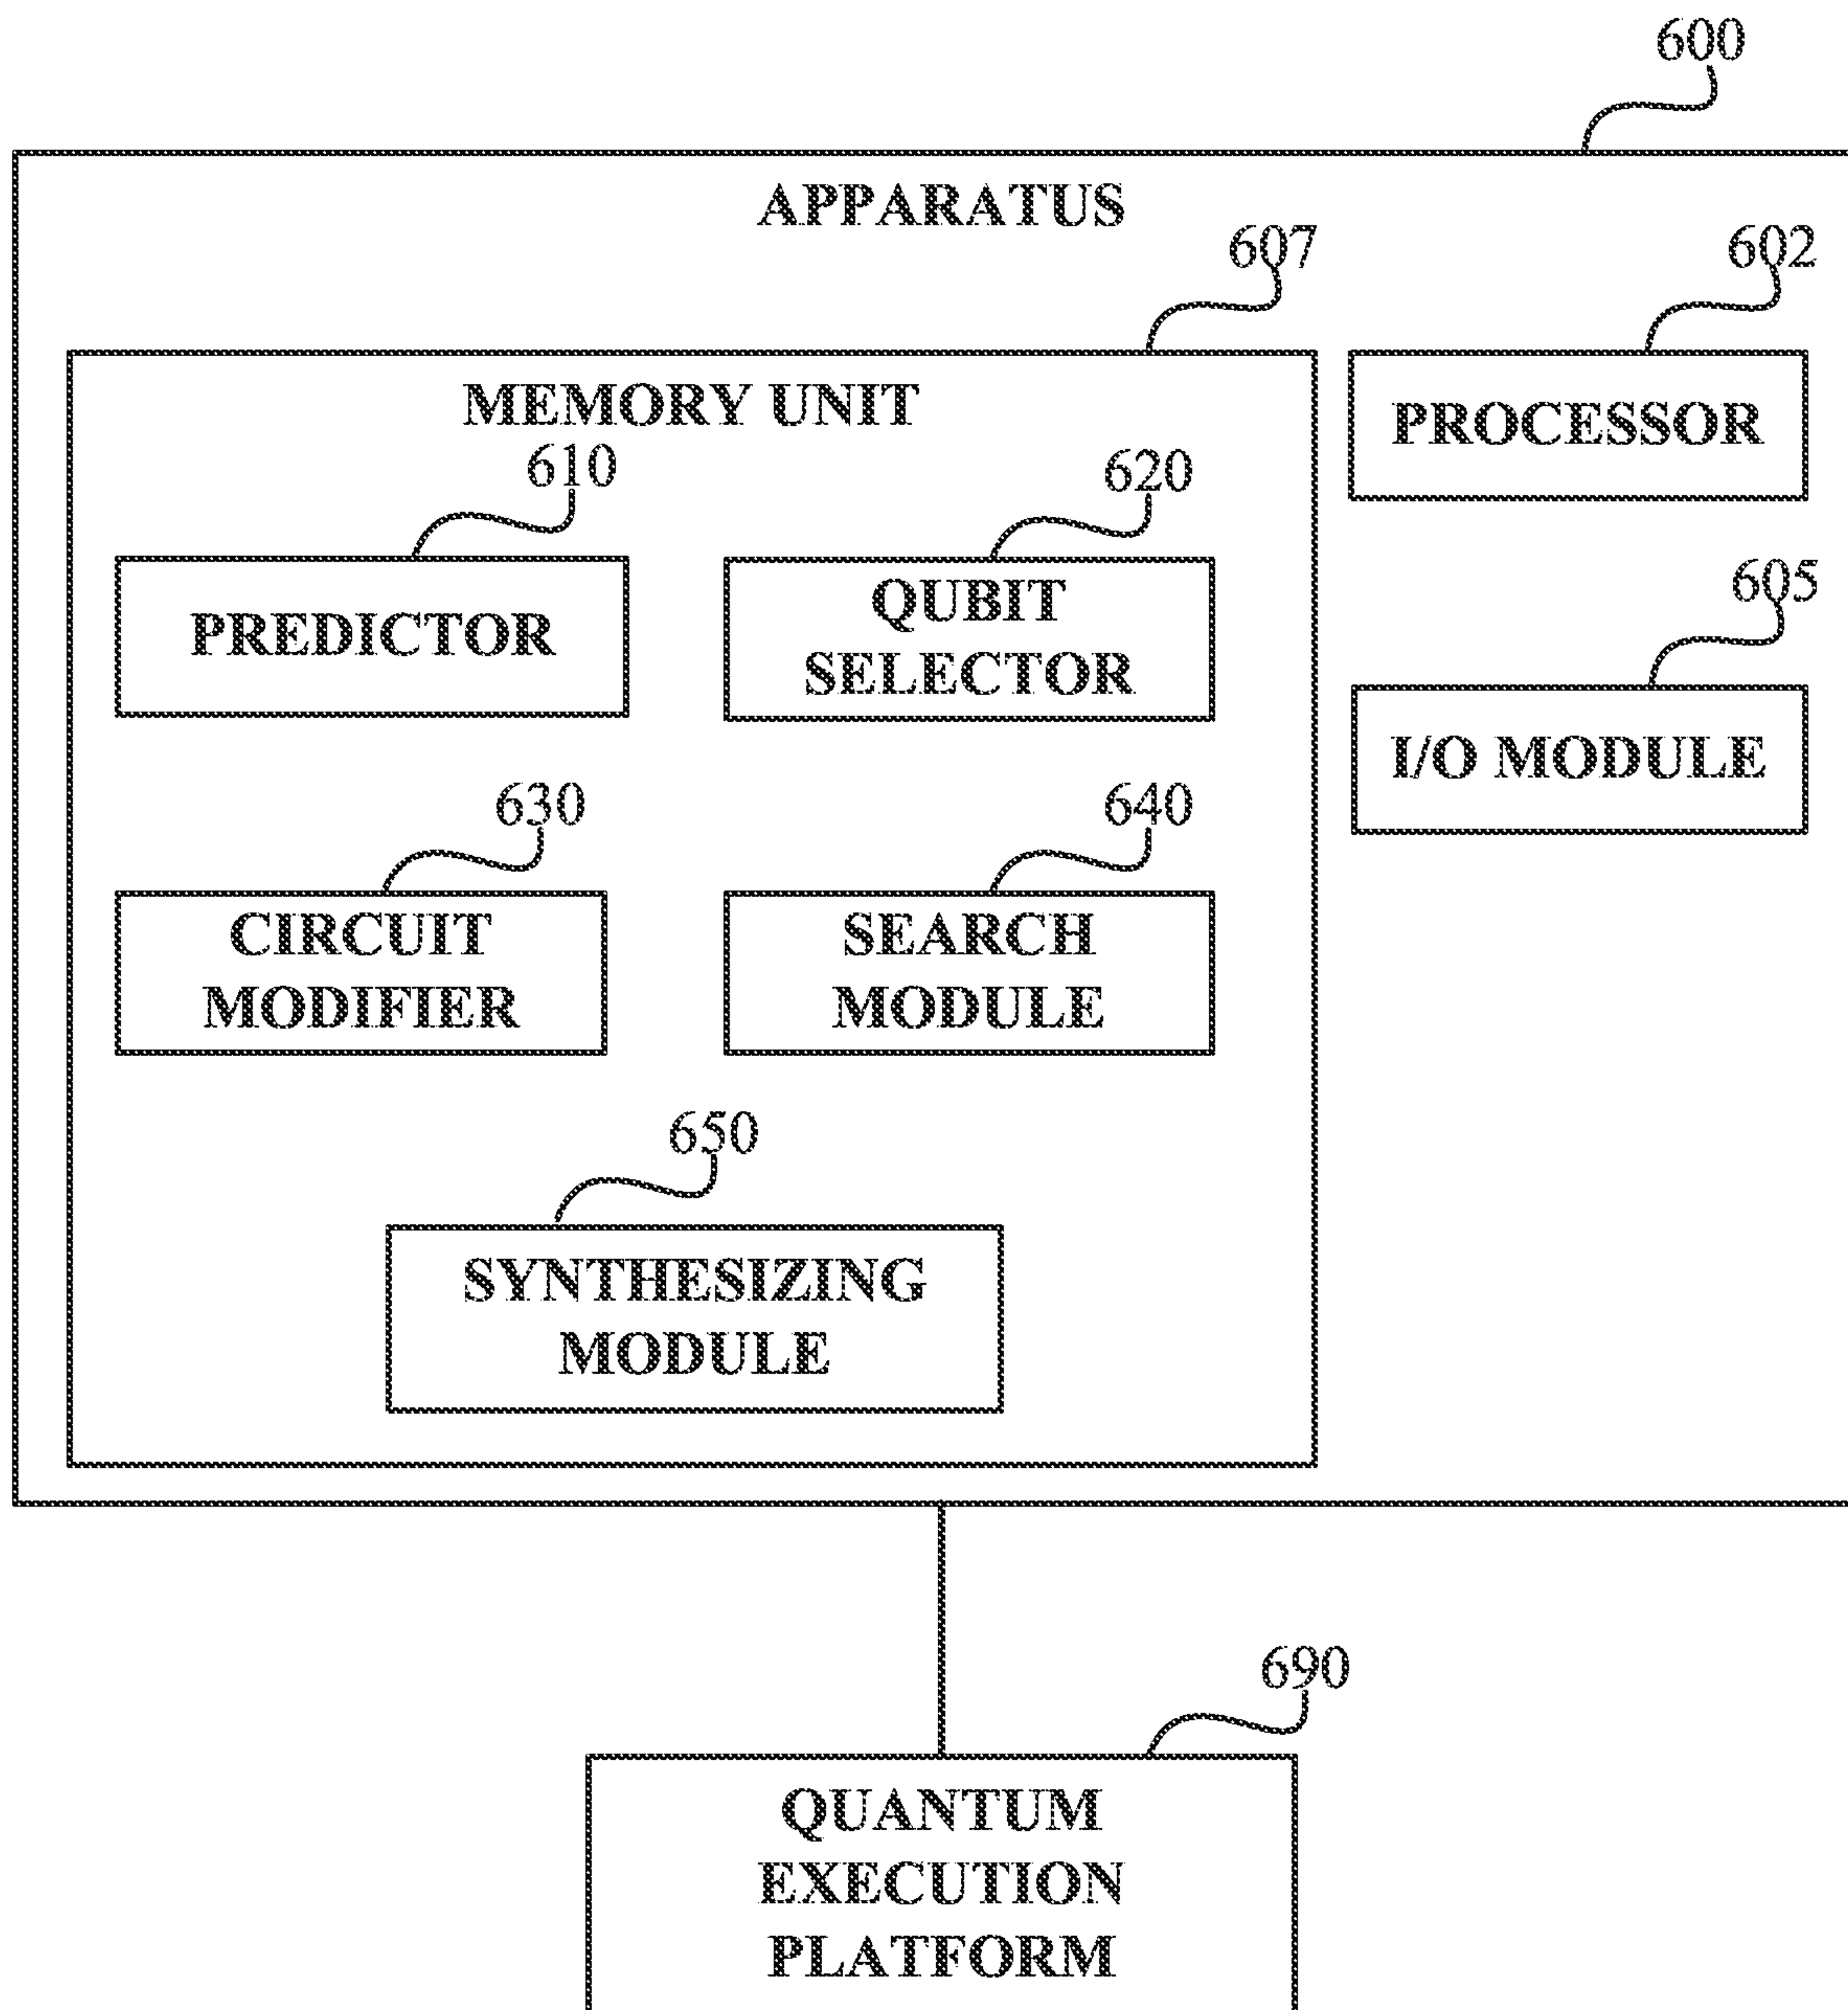 600
APPARATUS
607
602
MEMORY UNIT
PROCESSOR
610
620
PREDICTOR
QUBIT
SELECTOR
605
I/O MODULE
630
640
CIRCUIT
MODIFIER
SEARCH
MODULE
650
SYNTHESIZING
MODULE
690
QUANTUM
EXECUTION
PLATFORM